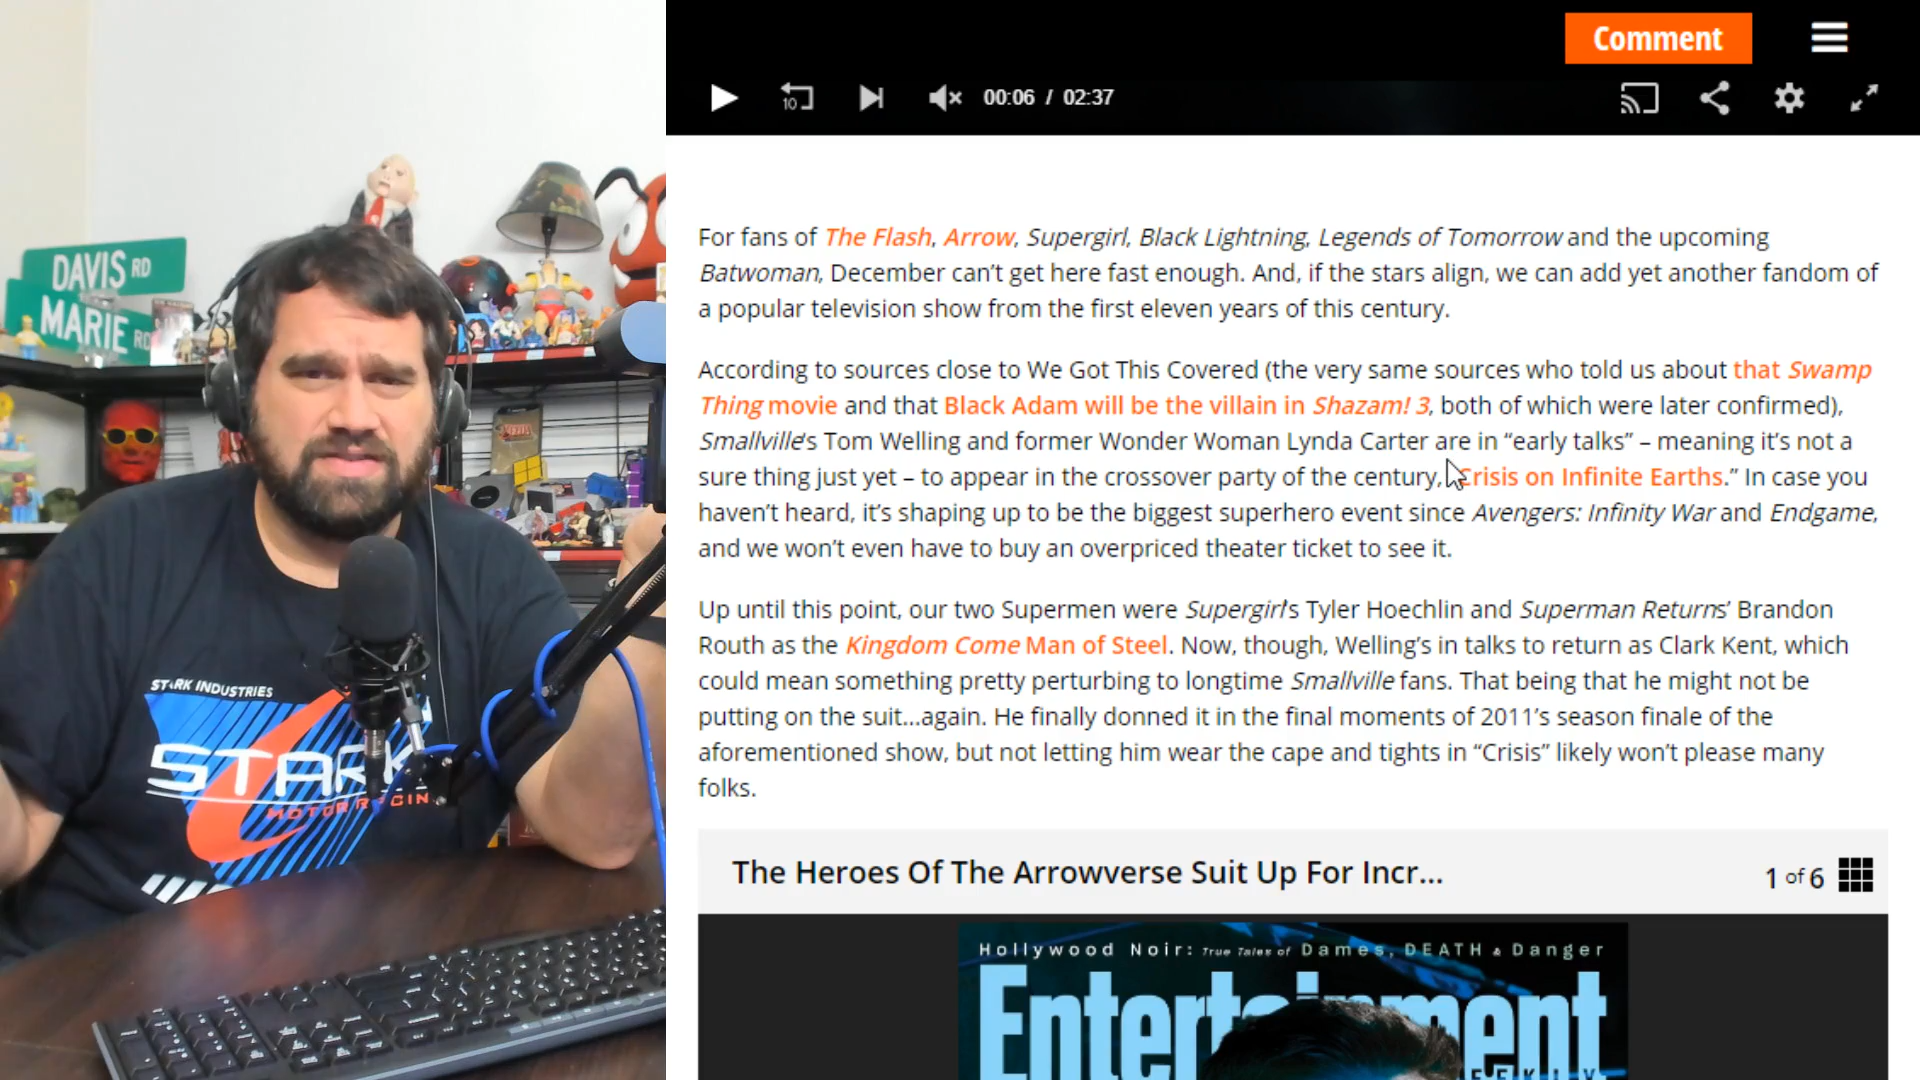 Comment
10
00:06 / 02:37
For fans of The Flash, Arrow, Supergirl, Black Lightning, Legends of Tomorrow and the upcoming
Batwoman, December can’t get here fast enough. And, if the stars align, we can add yet another fandom of
a popular television show from the first eleven years of this century.
According to sources close to We Got This Covered (the very same sources who told us about that Swamp
Thing movie and that Black Adam will be the villain in Shazam! 3, both of which were later confirmed),
Smallville’s Tom Welling and former Wonder Woman Lynda Carter are in “early talks” – meaning it’s not a
sure thing just yet – to appear in the crossover party of the century, Crisis on Infinite Earths.” In case you
haven’t heard, it’s shaping up to be the biggest superhero event since Avengers: Infinity War and Endgame,
and we won’t even have to buy an overpriced theater ticket to see it.
Up until this point, our two Supermen were Supergirl’s Tyler Hoechlin and Superman Returns’ Brandon
Routh as the Kingdom Come Man of Steel. Now, though, Welling’s in talks to return as Clark Kent, which
could mean something pretty perturbing to longtime Smallville fans. That being that he might not be
putting on the suit...again. He finally donned it in the final moments of 2011’s season finale of the
aforementioned show, but not letting him wear the cape and tights in “Crisis” likely won’t please many
folks.
The Heroes Of The Arrowverse Suit Up For Incr...
1 of 6
Hollywood Noir: True Tales of Dames, DEATH & Danger
Entertainment
DAVIS RD
MARIE RD
STARK INDUSTRIES
STARK
MOTOR RACIN